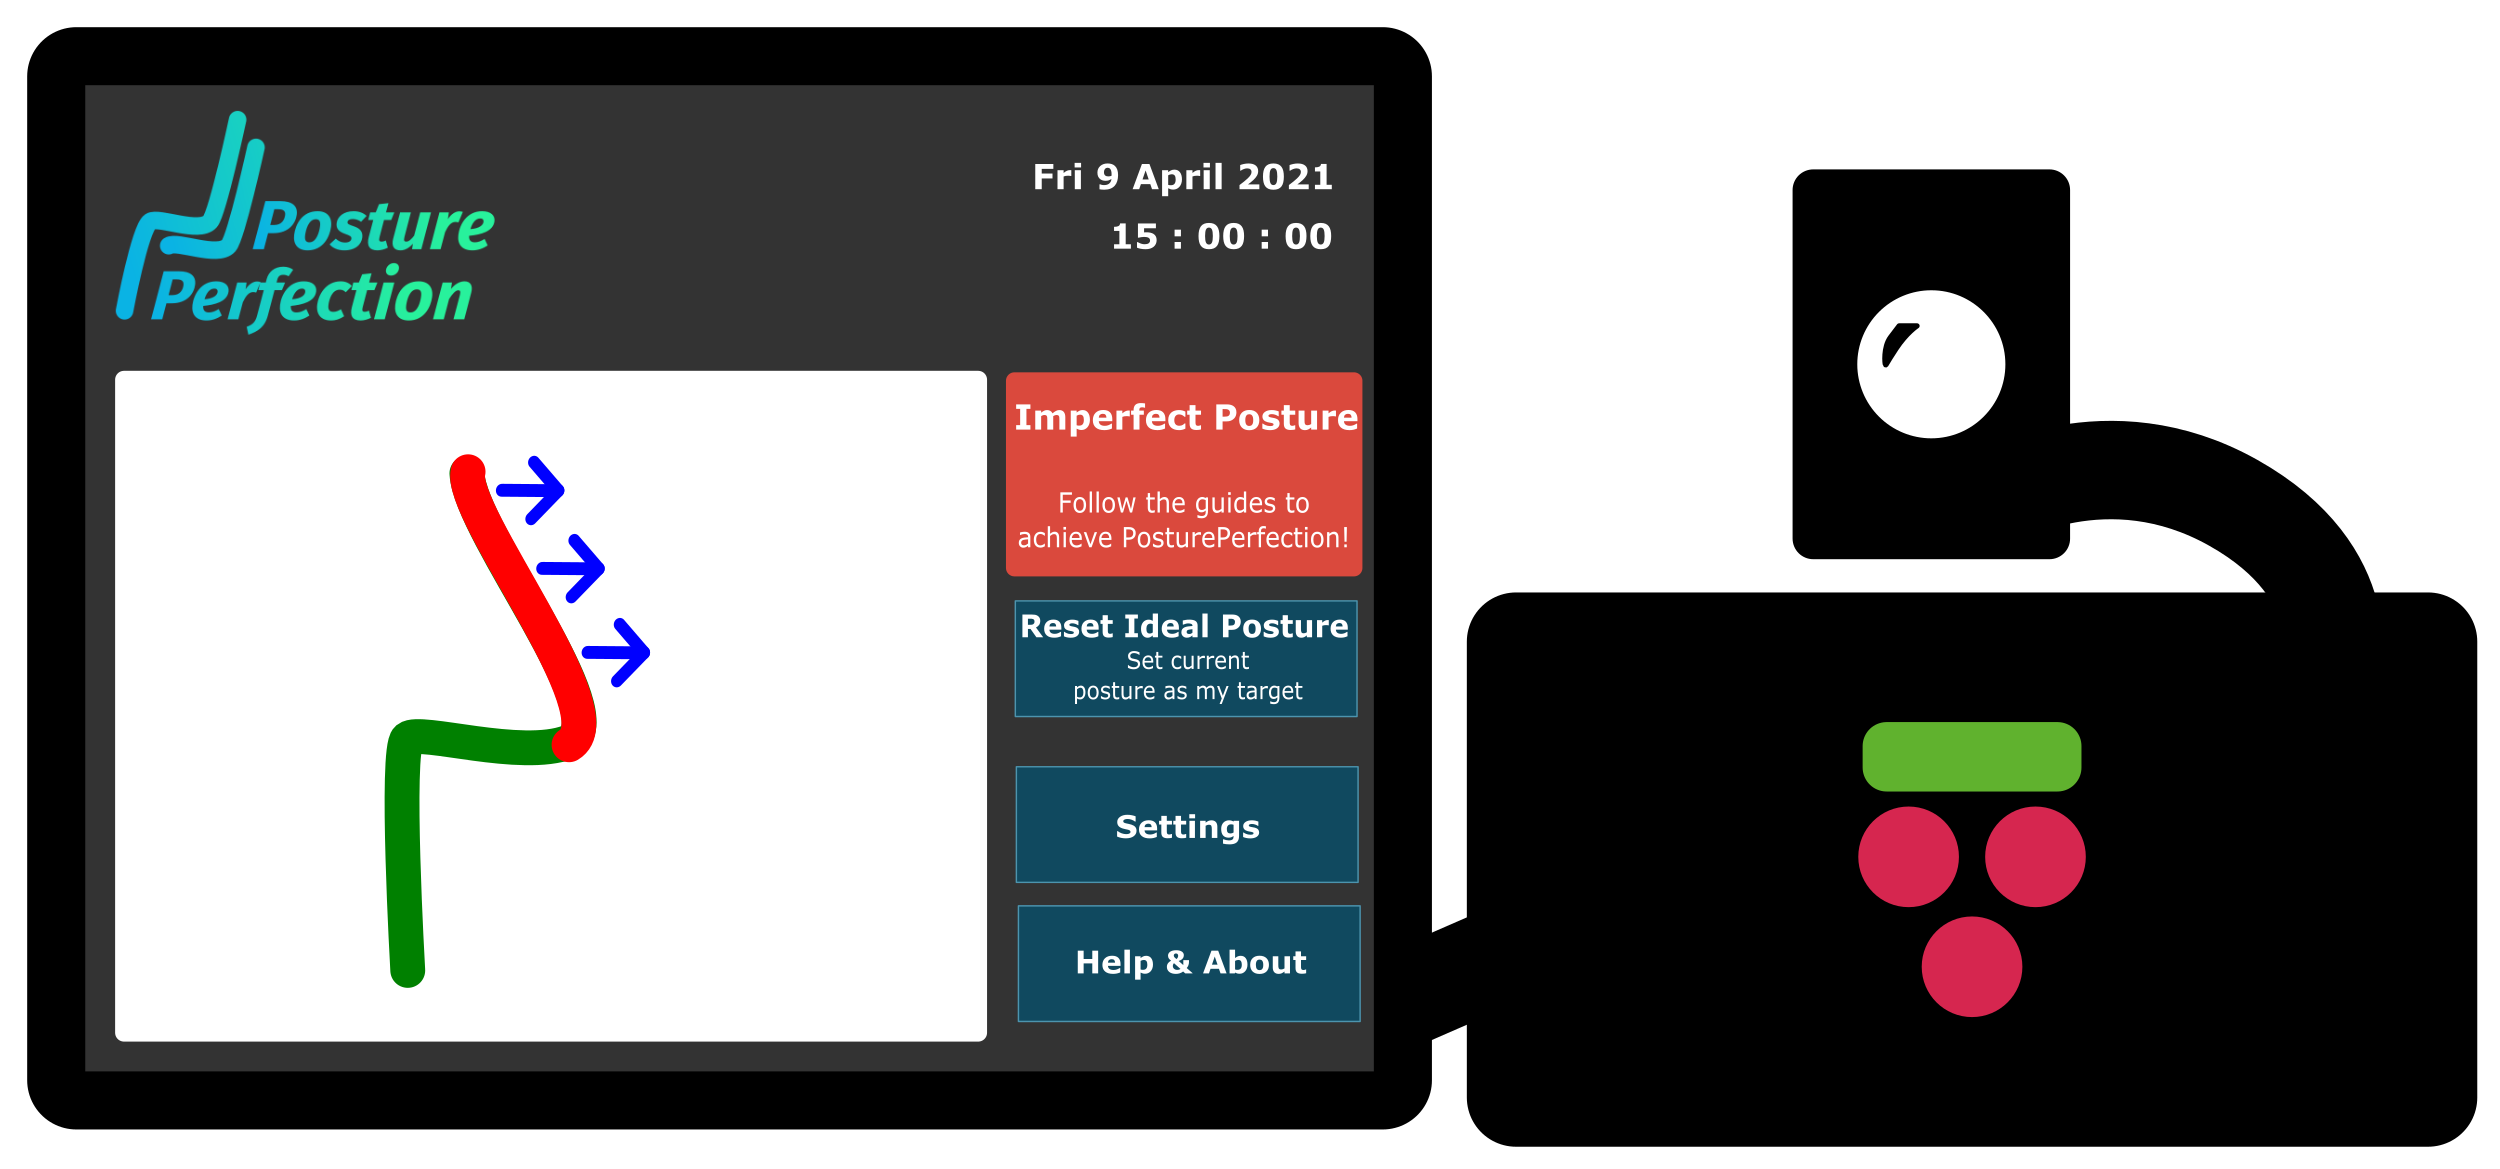 Posture
Perfection
Fri 9 April 2021
15 : 00 : 00
Imperfect Posture
Follow the guides to
achieve PosturePerfection!
Reset Ideal Posture
Set current
posture as my target
Settings
Help & About